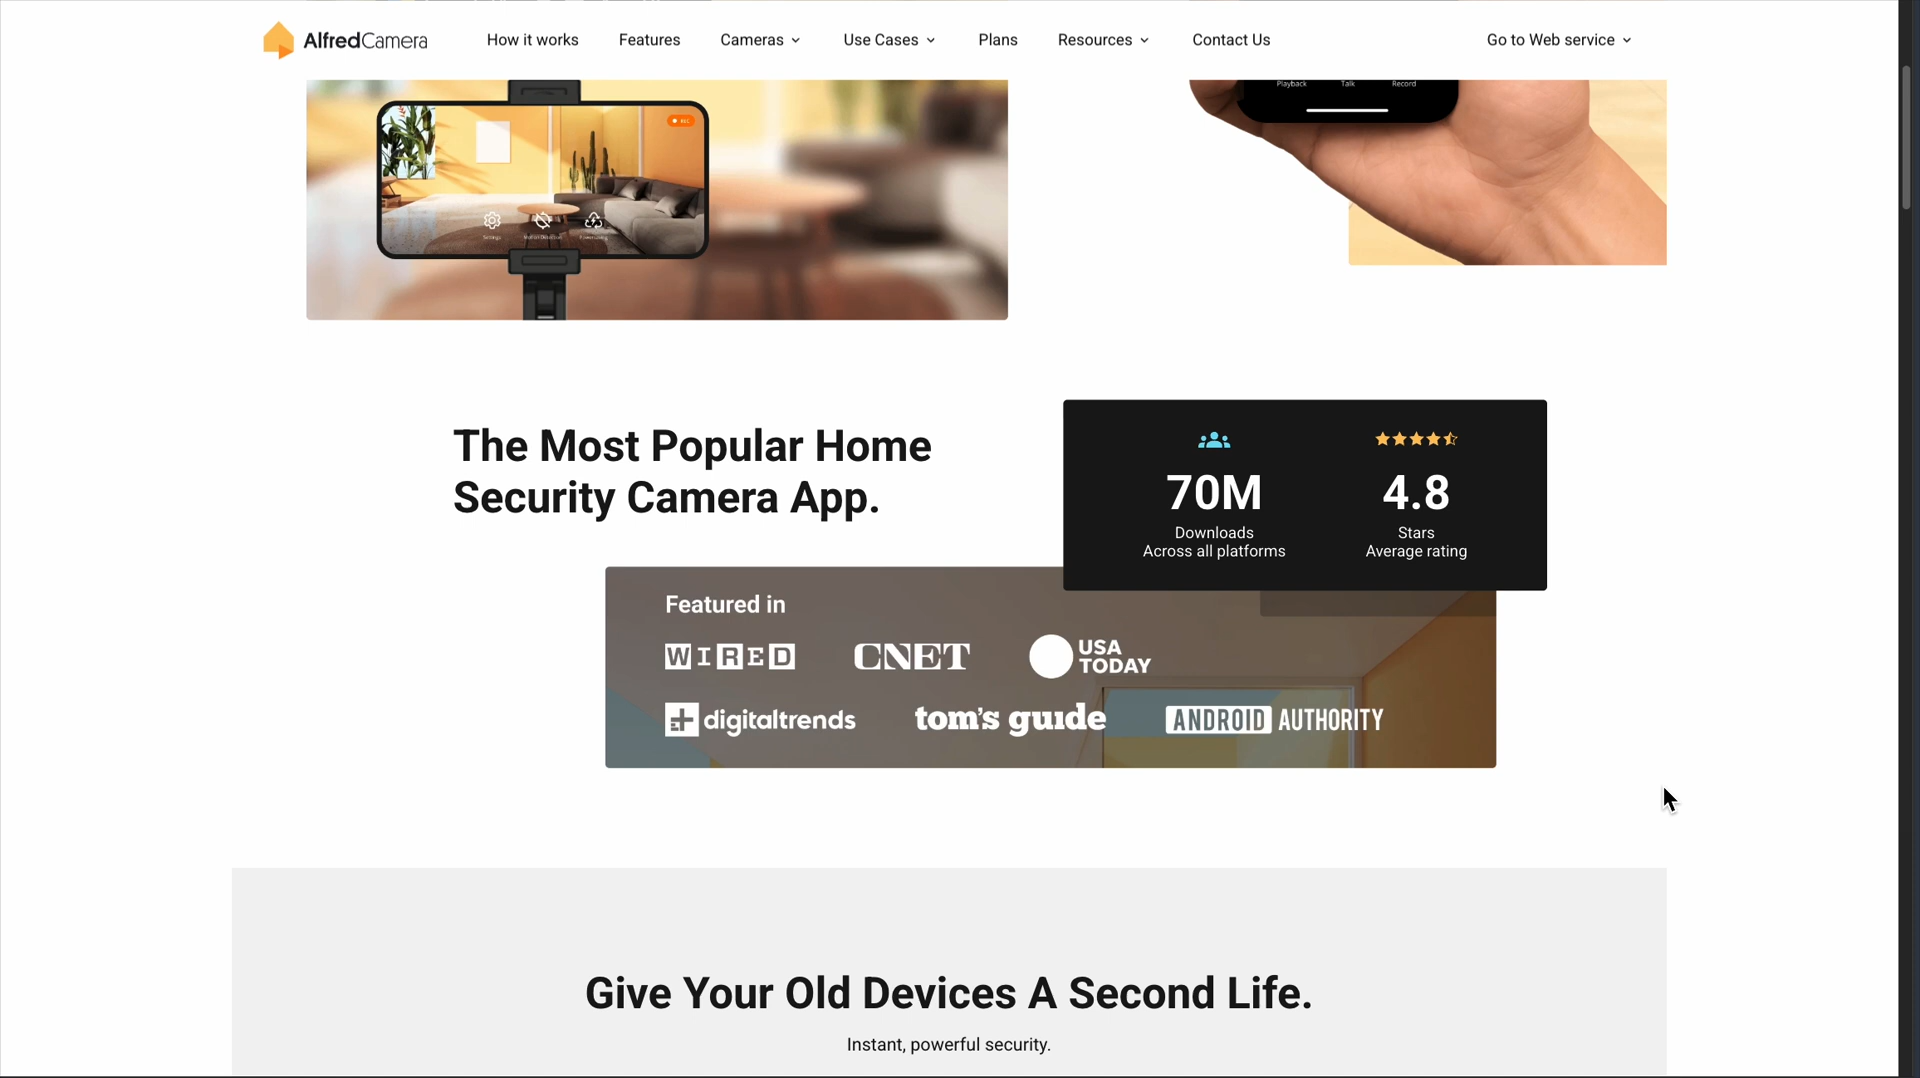 AlfredCamera
How it works
Features
Cameras
Use Cases
Plans
Resources
Contact Us
Go to Web service
REC
Settings
Playback
Talk
Record
The Most Popular Home
Security Camera App.
70M
Downloads
Across all platforms
4.8
Stars
Average rating
Featured in
WIRED
CNET
USA
TODAY
digitaltrends
tom's guide
ANDROID AUTHORITY
Give Your Old Devices A Second Life.
Instant, powerful security.